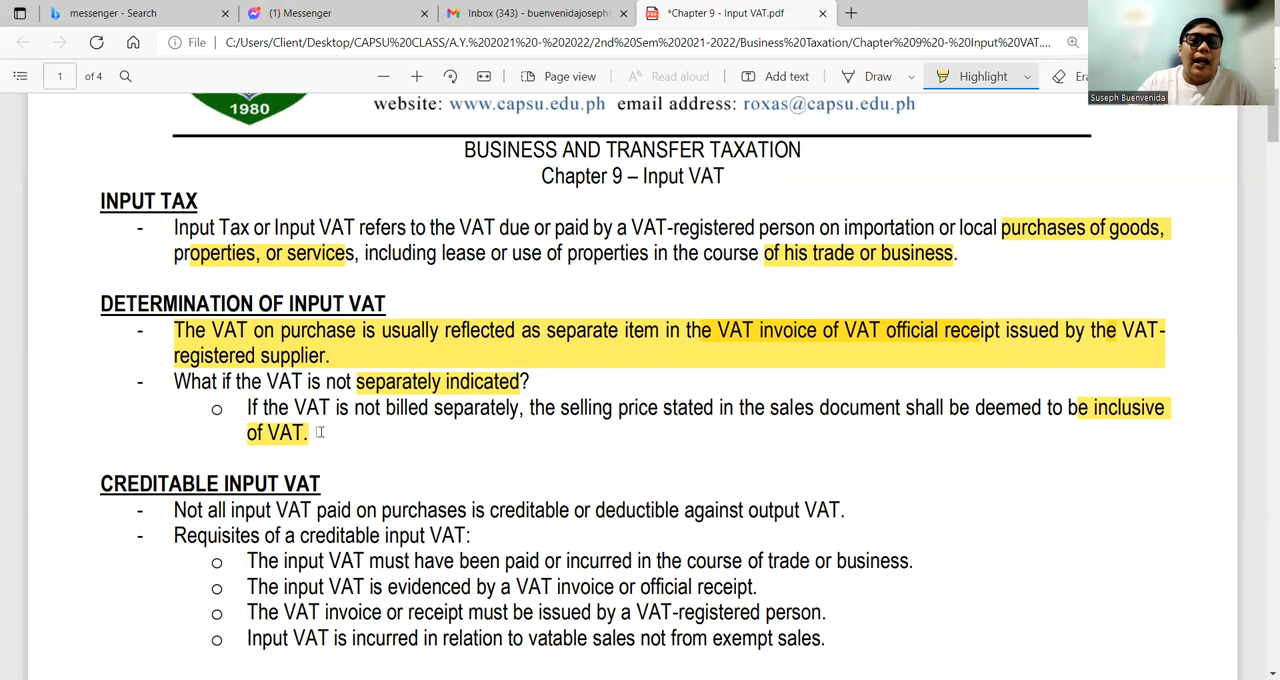 messenger - Search
(1) Messenger
Inbox (343) - buenvenidajosephi
*Chapter 9 - Input VAT.pdf
File
C:/Users/Client/Desktop/CAPSU%20CLASS/A.Y.%202021%20-%202022/2nd%20Sem%202021-2022/Business%20Taxation/Chapter%209%20-%20Input%20VAT....
1 of 4
Page view
Read aloud
Add text
Draw
Highlight
Era
Suseph Buenvenida
1980
website: www.capsu.edu.ph email address: roxas@capsu.edu.ph
BUSINESS AND TRANSFER TAXATION
Chapter 9 – Input VAT
INPUT TAX
- Input Tax or Input VAT refers to the VAT due or paid by a VAT-registered person on importation or local purchases of goods,
properties, or services, including lease or use of properties in the course of his trade or business.
DETERMINATION OF INPUT VAT
- The VAT on purchase is usually reflected as separate item in the VAT invoice of VAT official receipt issued by the VAT-
registered supplier.
- What if the VAT is not separately indicated?
o If the VAT is not billed separately, the selling price stated in the sales document shall be deemed to be inclusive
of VAT.
CREDITABLE INPUT VAT
- Not all input VAT paid on purchases is creditable or deductible against output VAT.
- Requisites of a creditable input VAT:
o The input VAT must have been paid or incurred in the course of trade or business.
o The input VAT is evidenced by a VAT invoice or official receipt.
o The VAT invoice or receipt must be issued by a VAT-registered person.
o Input VAT is incurred in relation to vatable sales not from exempt sales.